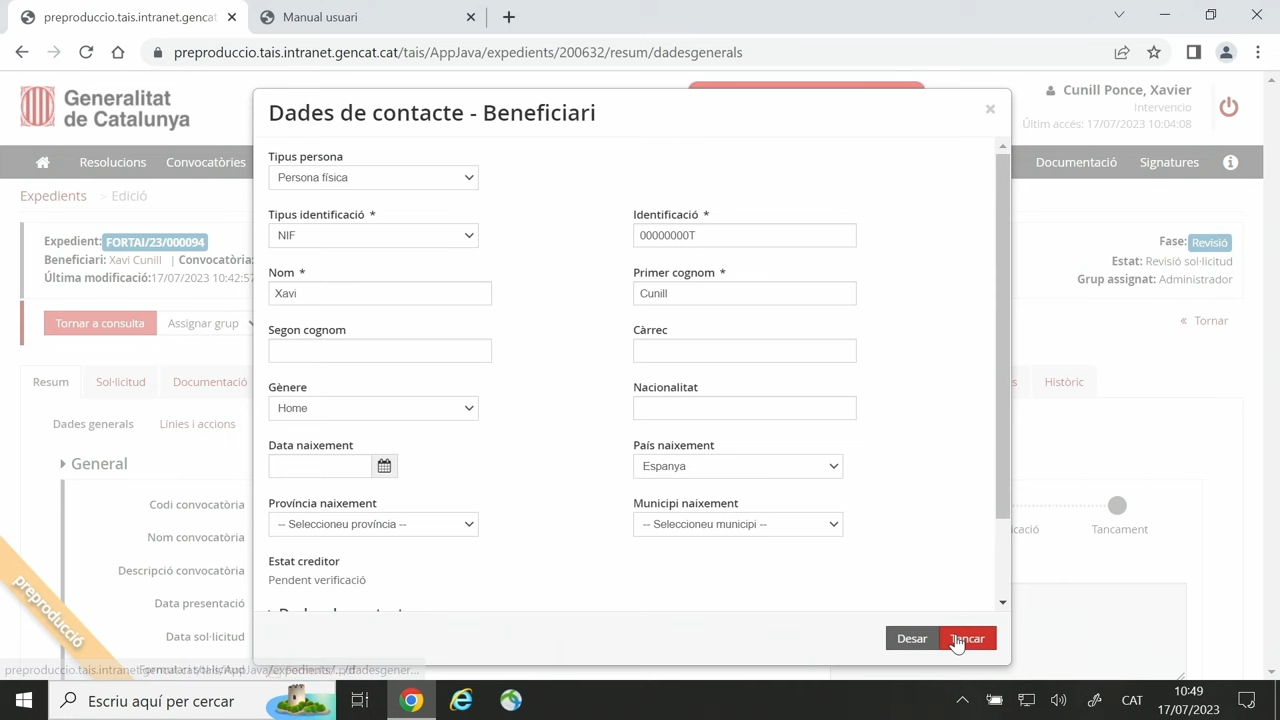 preproduccio.tais.intranet.gencat
Manual usuari
preproduccio.tais.intranet.gencat.cat/tais/AppJava/expedients/200632/resum/dadesgenerals
Generalitat
de Catalunya
Cunill Ponce, Xavier
Intervencio
Últim accés: 17/07/2023 10:04:08
Resolucions
Convocatòries
Documentació
Signatures
Expedients > Edició
Expedient: FORTAI/23/000094
Beneficiari: Xavi Cunill | Convocatòria:
Última modificació:17/07/2023 10:42:57
Fase: Revisió
Estat: Revisió sol·licitud
Grup assignat: Administrador
Tornar a consulta
Assignar grup
« Tornar
Resum
Sol·licitud
Documentació
Històric
Dades generals
Línies i accions
General
Codi convocatòria
Nom convocatòria
Descripció convocatòria
Data presentació
Data sol·licitud
Tancament
preproducció
Dades de contacte - Beneficiari
×
Tipus persona
Persona física
Tipus identificació *
NIF
Identificació *
00000000T
Nom *
Xavi
Primer cognom *
Cunill
Segon cognom
Càrrec
Gènere
Home
Nacionalitat
Data naixement
País naixement
Espanya
Província naixement
-- Seleccioneu província --
Municipi naixement
-- Seleccioneu municipi --
Estat creditor
Pendent verificació
Desar
Tancar
Escriu aquí per cercar
CAT
10:49
17/07/2023